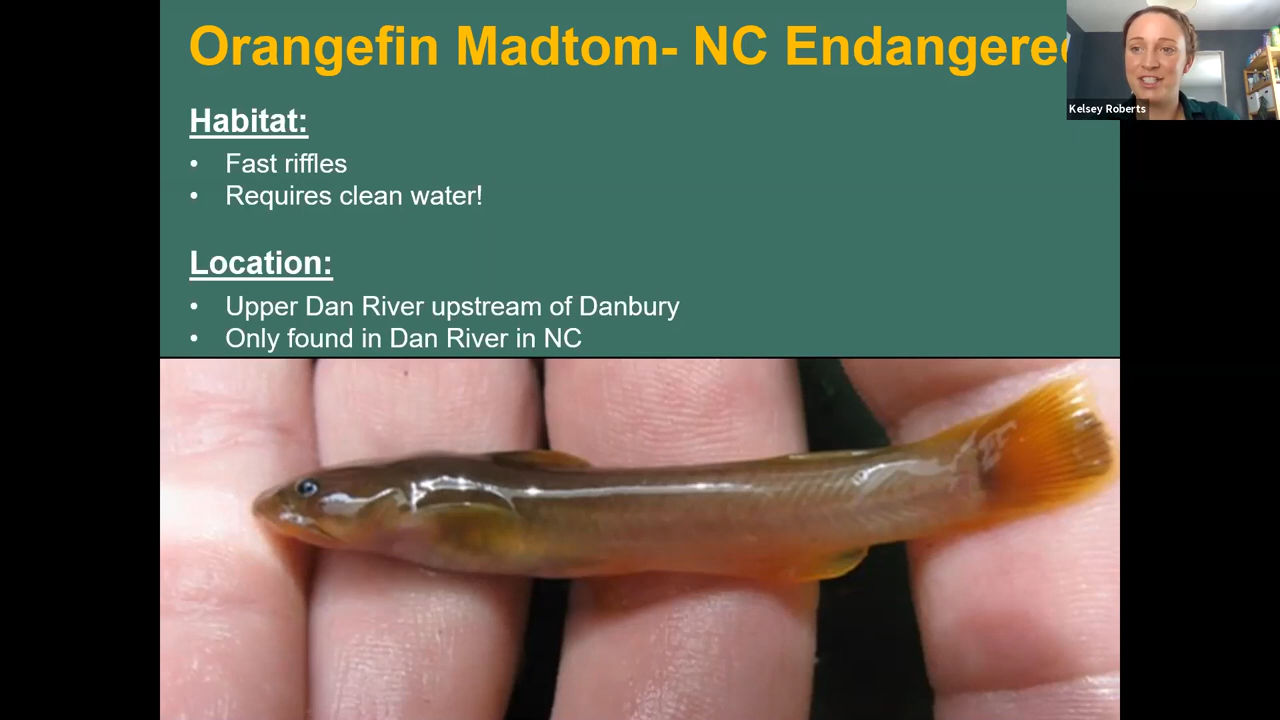 Orangefin Madtom- NC Endangered
Kelsey Roberts
Habitat:
• Fast riffles
• Requires clean water!
Location:
• Upper Dan River upstream of Danbury
• Only found in Dan River in NC